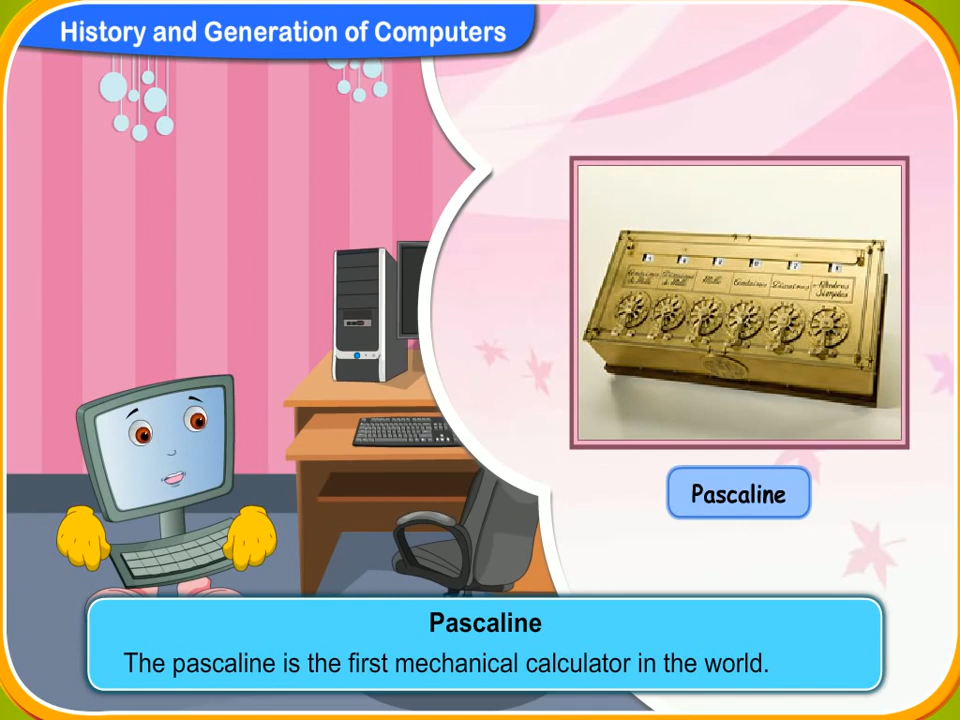 History and Generation of Computers
Pascaline
Pascaline
The pascaline is the first mechanical calculator in the world.